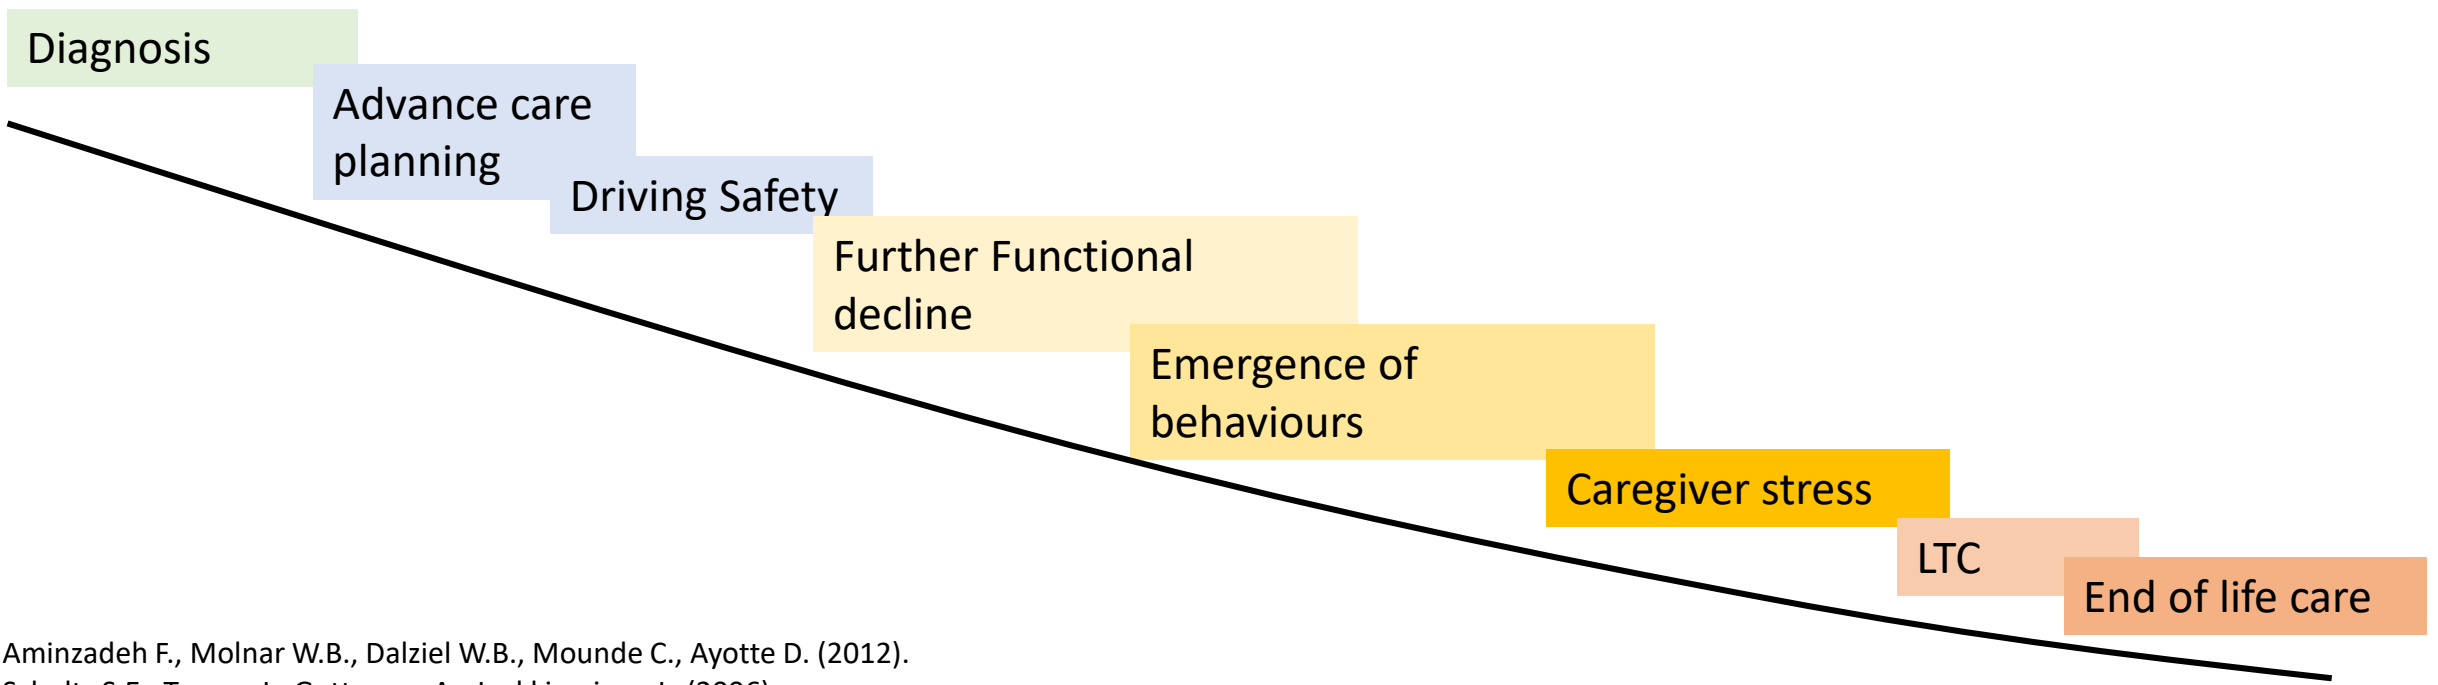 Diagnosis
Advance care
planning
Driving Safety
Further Functional
decline
Emergence of
behaviours
Caregiver stress
LTC
End of life care
Aminzadeh F., Molnar W.B., Dalziel W.B., Mounde C., Ayotte D. (2012).